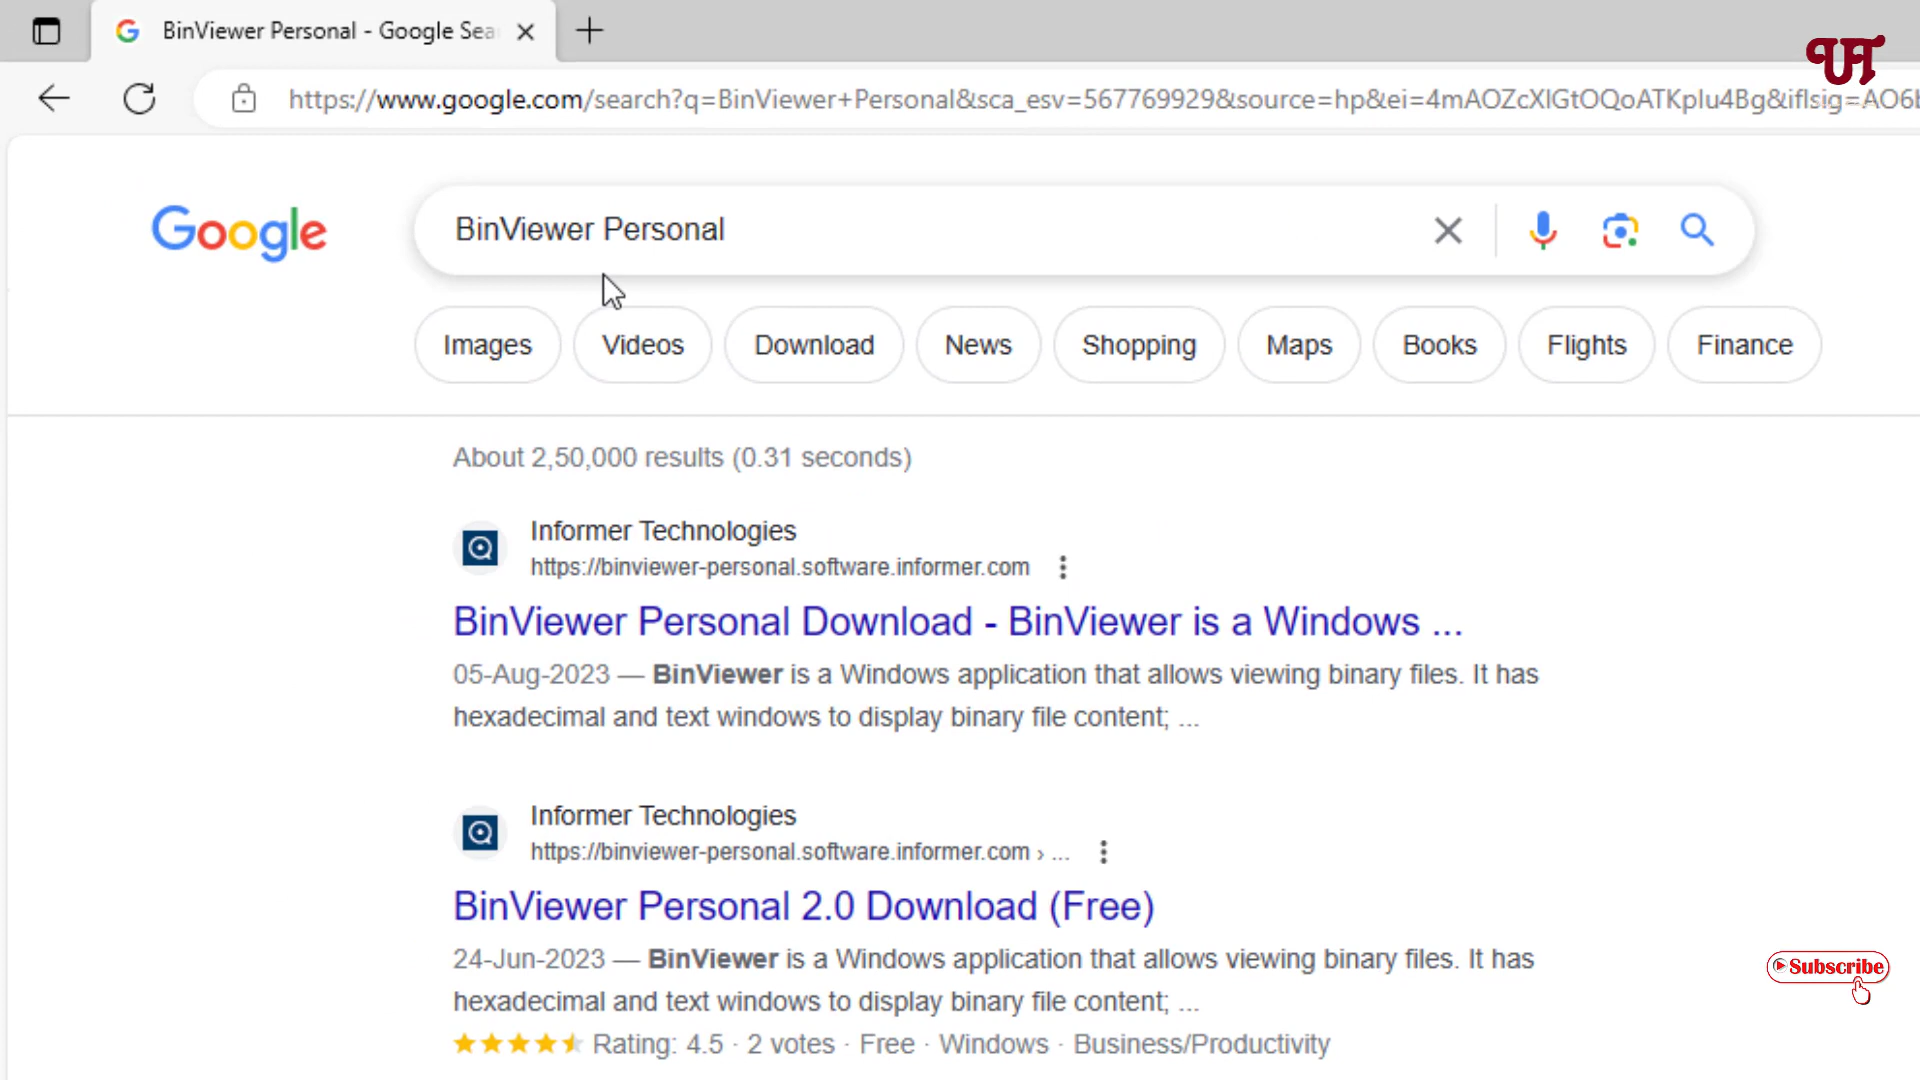 BinViewer Personal - Google Sea
https://www.google.com/search?q=BinViewer+Personal&sca_esv=567769929&source=hp&ei=4mAOZcXlGtOQoATKplu4Bg&iflsig=AO6
UT
Google
BinViewer Personal
Images Videos Download News Shopping Maps Books Flights Finance
About 2,50,000 results (0.31 seconds)
Informer Technologies
https://binviewer-personal.software.informer.com
BinViewer Personal Download - BinViewer is a Windows ...
05-Aug-2023 — BinViewer is a Windows application that allows viewing binary files. It has
hexadecimal and text windows to display binary file content; ...
Informer Technologies
https://binviewer-personal.software.informer.com › ...
BinViewer Personal 2.0 Download (Free)
24-Jun-2023 — BinViewer is a Windows application that allows viewing binary files. It has
hexadecimal and text windows to display binary file content; ...
Rating: 4.5 · 2 votes · Free · Windows · Business/Productivity
Subscribe